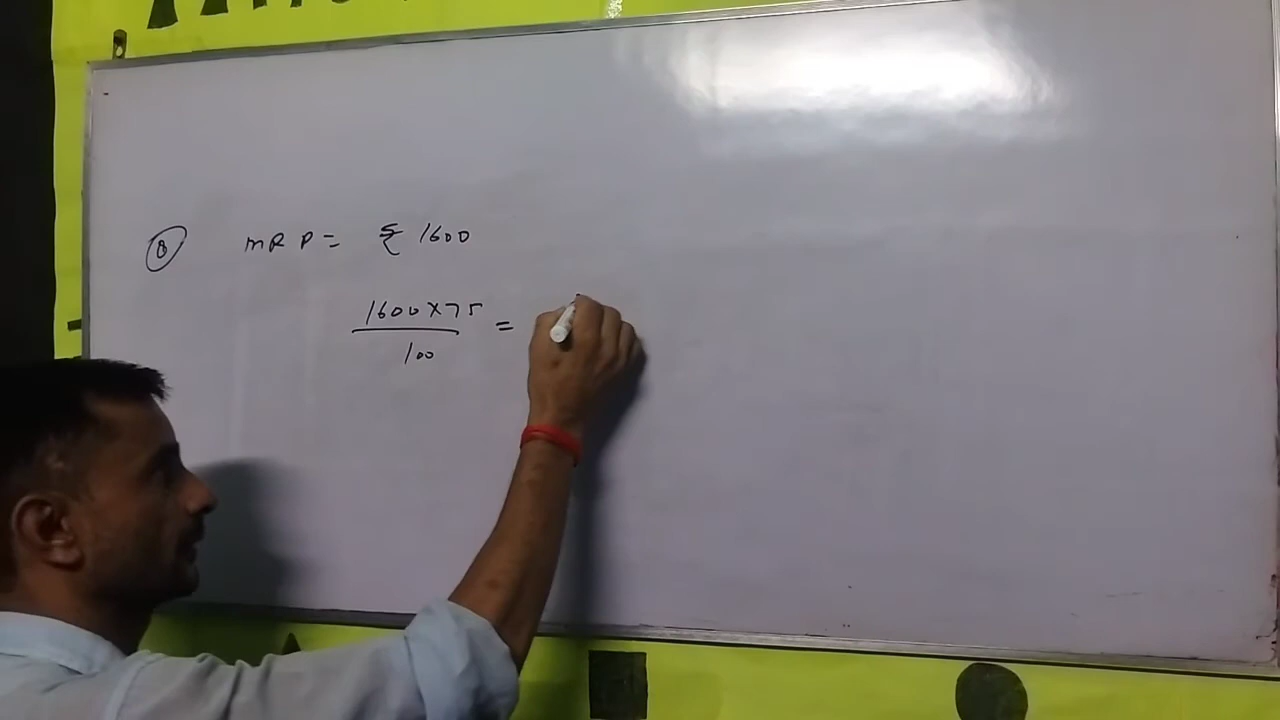 (8) MRP = ₹ 1600
1600 × 75
100 =